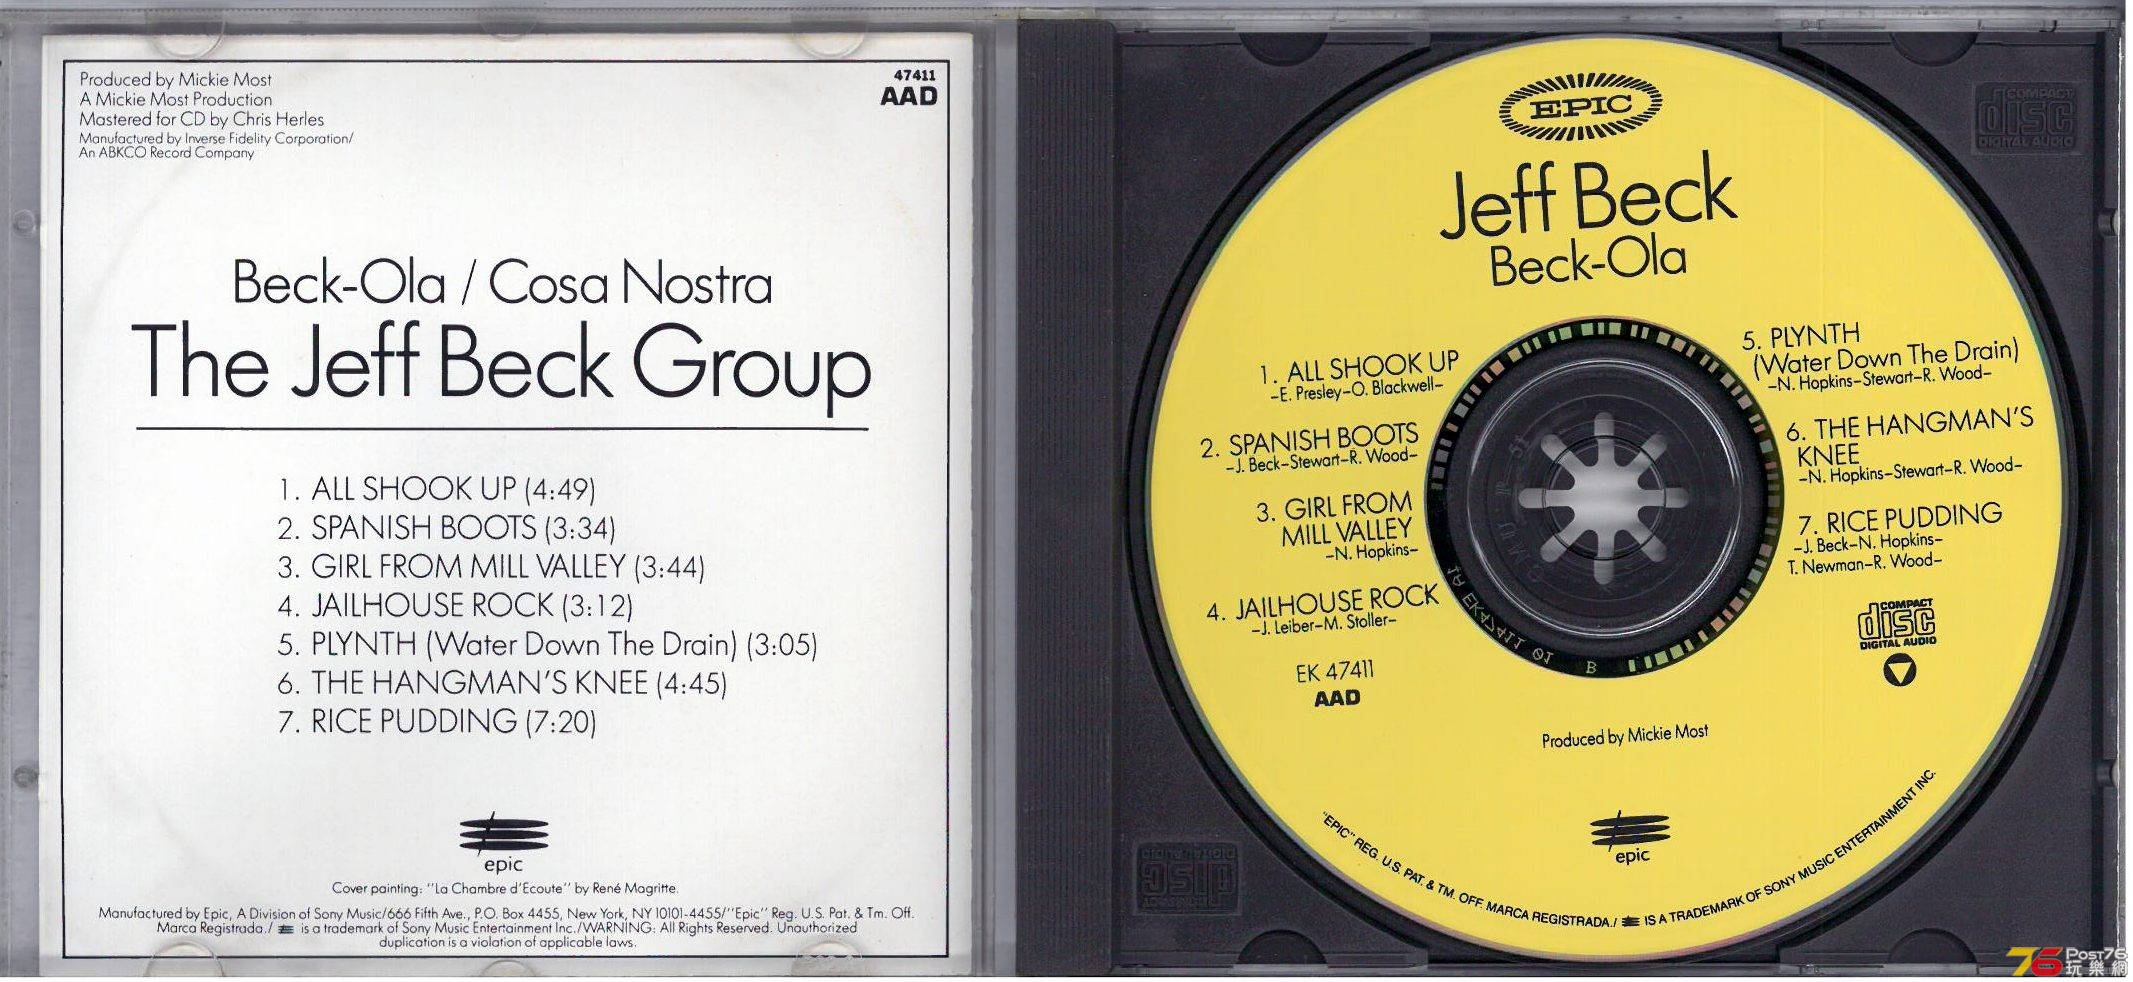 Produced by Mickie Most
A Mickie Most Production
Mastered for CD by Chris Herles
Manufactured by Inverse Fidelity Corporation/
An ABKCO Record Company
47411
AAD
Beck-Ola / Cosa Nostra
The Jeff Beck Group
1. ALL SHOOK UP (4:49)
2. SPANISH BOOTS (3:34)
3. GIRL FROM MILL VALLEY (3:44)
4. JAILHOUSE ROCK (3:12)
5. PLYNTH (Water Down The Drain) (3:05)
6. THE HANGMAN'S KNEE (4:45)
7. RICE PUDDING (7:20)
epic
Cover painting: "La Chambre d'Ecoute" by René Magritte.
Manufactured by Epic, A Division of Sony Music/666 Fifth Ave., P.O. Box 4455, New York, NY 10101-4455/"Epic" Reg. U.S. Pat. & Tm. Off.
Marca Registrada./ is a trademark of Sony Music Entertainment Inc./WARNING: All Rights Reserved. Unauthorized
duplication is a violation of applicable laws.
EPIC
Jeff Beck
Beck-Ola
1. ALL SHOOK UP
-E. Presley-O. Blackwell-
2. SPANISH BOOTS
-J. Beck-Stewart-R. Wood-
3. GIRL FROM
MILL VALLEY
-N. Hopkins-
4. JAILHOUSE ROCK
-J. Leiber-M. Stoller-
EK 47411
AAD
5. PLYNTH
(Water Down The Drain)
-N. Hopkins-Stewart-R. Wood-
6. THE HANGMAN'S
KNEE
-N. Hopkins-Stewart-R. Wood-
7. RICE PUDDING
-J. Beck-N. Hopkins-
T. Newman-R. Wood-
COMPACT
disc
DIGITAL AUDIO
Produced by Mickie Most
epic
"EPIC" REG. U.S. PAT. & TM. OFF. MARCA REGISTRADA./ IS A TRADEMARK OF SONY MUSIC ENTERTAINMENT INC.
COMPACT
disc
DIGITAL AUDIO
76 Post76
玩樂網